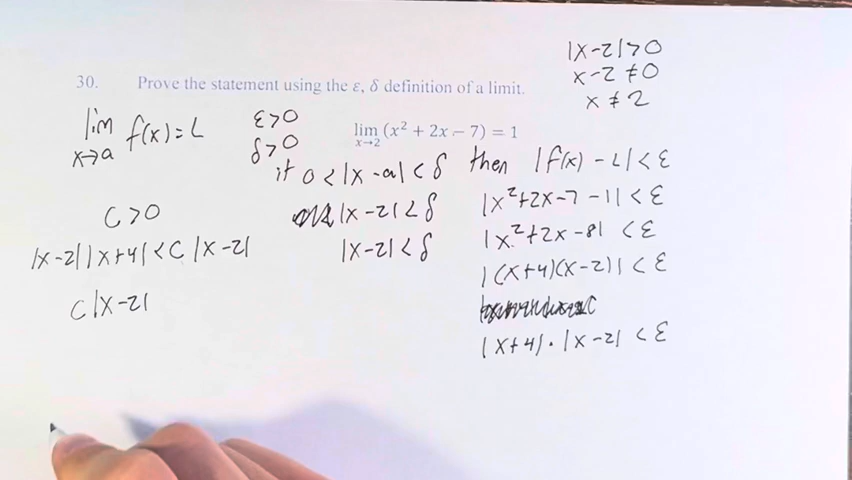 |x-2|>0
x-2≠0
x≠2
30. Prove the statement using the ε, δ definition of a limit.
lim x→a f(x)=L
ε>0
δ>0
lim x→2 (x² + 2x - 7) = 1
if 0<|x-a|<δ then |f(x)-L|<ε
C>0
|x-2|<δ
|x²+2x-7-1|<ε
|x-2||x+4|<C|x-2|
|x-2|<δ
|x²+2x-8|<ε
|(x+4)(x-2)|<ε
C|x-2|
|x+4|·|x-2|<ε